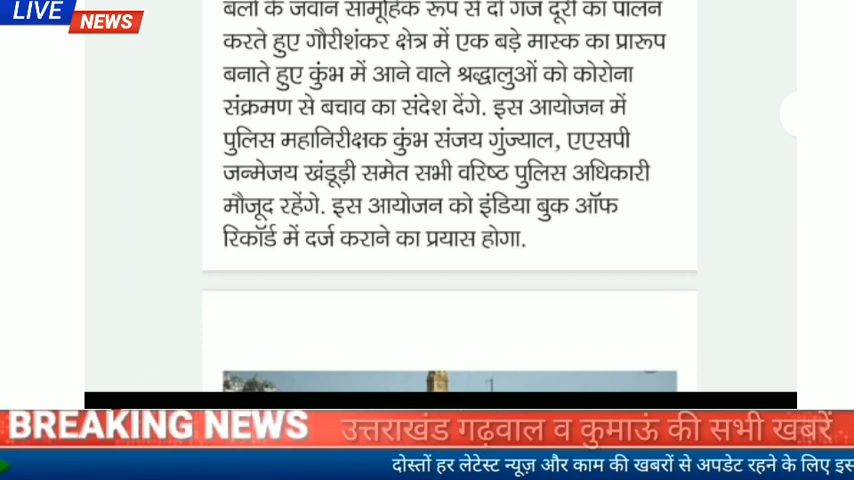 LIVE
NEWS
बलों के जवान सामूहिक रूप से दो गज दूरी का पालन
करते हुए गौरीशंकर क्षेत्र में एक बड़े मास्क का प्रारूप
बनाते हुए कुंभ में आने वाले श्रद्धालुओं को कोरोना
संक्रमण से बचाव का संदेश देंगे. इस आयोजन में
पुलिस महानिरीक्षक कुंभ संजय गुंज्याल, एएसपी
जन्मेजय खंडूड़ी समेत सभी वरिष्ठ पुलिस अधिकारी
मौजूद रहेंगे. इस आयोजन को इंडिया बुक ऑफ
रिकॉर्ड में दर्ज कराने का प्रयास होगा.
BREAKING NEWS
उत्तराखंड गढ़वाल व कुमाऊं की सभी खबरें
दोस्तों हर लेटेस्ट न्यूज़ और काम की खबरों से अपडेट रहने के लिए इस